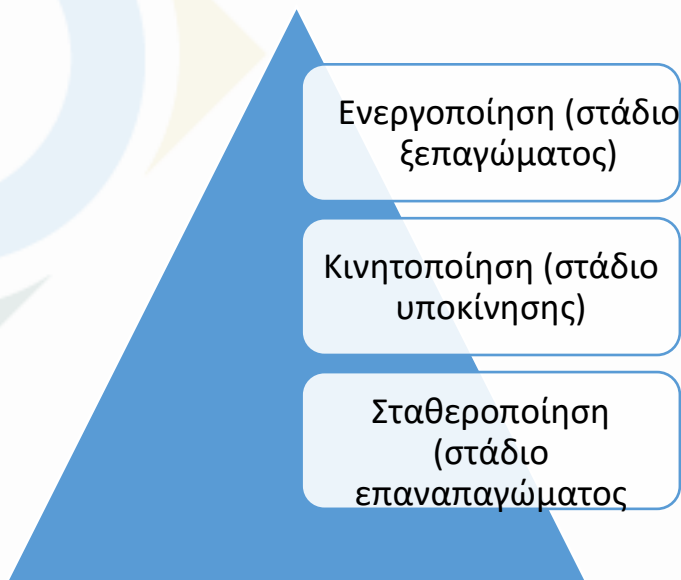 Ενεργοποίηση (στάδιο
ξεπαγώματος)
Κινητοποίηση (στάδιο
υποκίνησης)
Σταθεροποίηση
(στάδιο
επαναπαγώματος